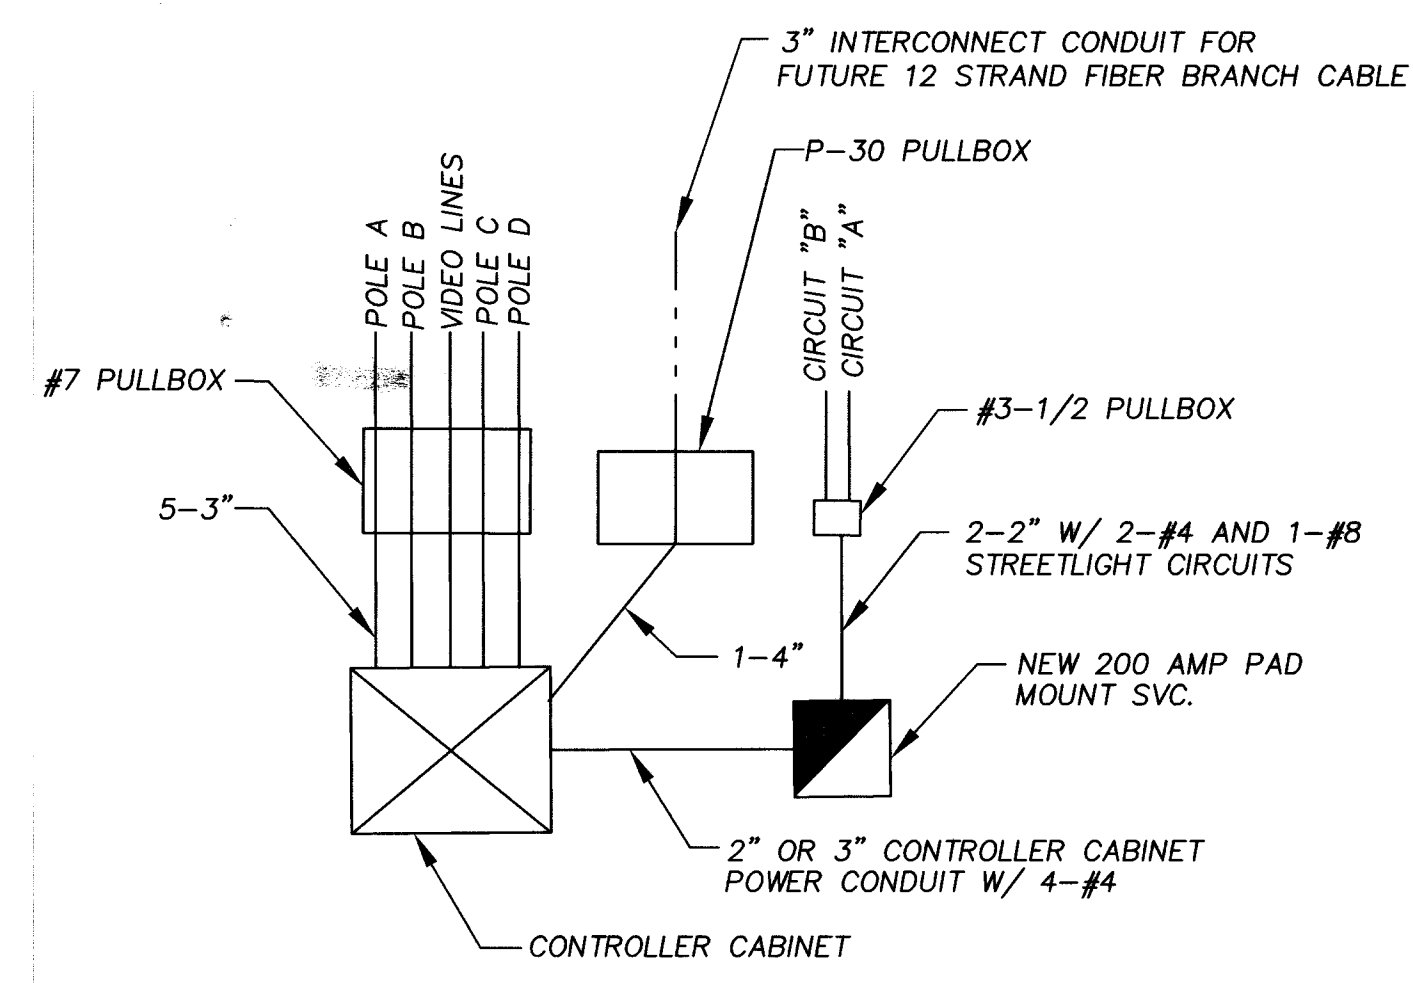 3" INTERCONNECT CONDUIT FOR
FUTURE 12 STRAND FIBER BRANCH CABLE
P-30 PULLBOX
POLE A
POLE B
VIDEO LINES
POLE C
POLE D
CIRCUIT "B"
CIRCUIT "A"
#7 PULLBOX
#3-1/2 PULLBOX
5-3"
2-2" W/ 2-#4 AND 1-#8
STREETLIGHT CIRCUITS
1-4"
NEW 200 AMP PAD
MOUNT SVC.
2" OR 3" CONTROLLER CABINET
POWER CONDUIT W/ 4-#4
CONTROLLER CABINET